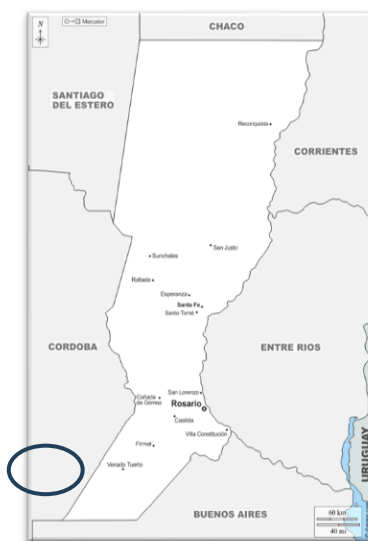 N
Mercator
CHACO
SANTIAGO
DEL ESTERO
Reconquista
CORRIENTES
San Justo
Sunchales
Rafaela
Esperanza
Santa Fe
Santo Tomé
CORDOBA
ENTRE RIOS
Cañada
de Gómez
San Lorenzo
Rosario
Casilda
Villa Constitución
Firmat
Venado Tuerto
URUGUAY
BUENOS AIRES
60 km
40 mi